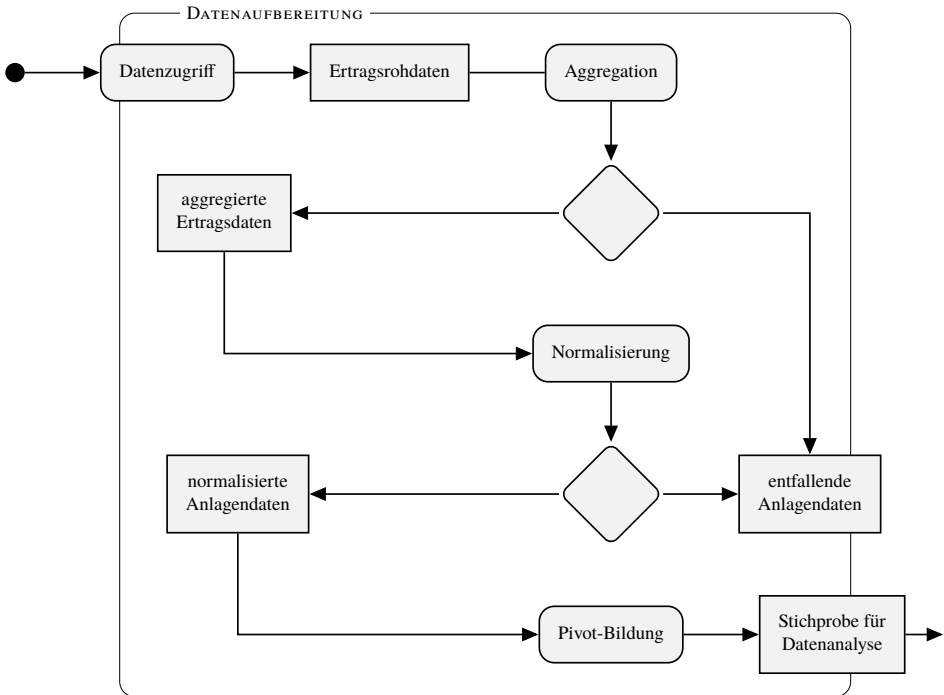 Datenaufbereitung
Datenzugriff
Ertragsrohdaten
Aggregation
aggregierte
Ertragsdaten
Normalisierung
normalisierte
Anlagendaten
entfallende
Anlagendaten
Pivot-Bildung
Stichprobe für
Datenanalyse